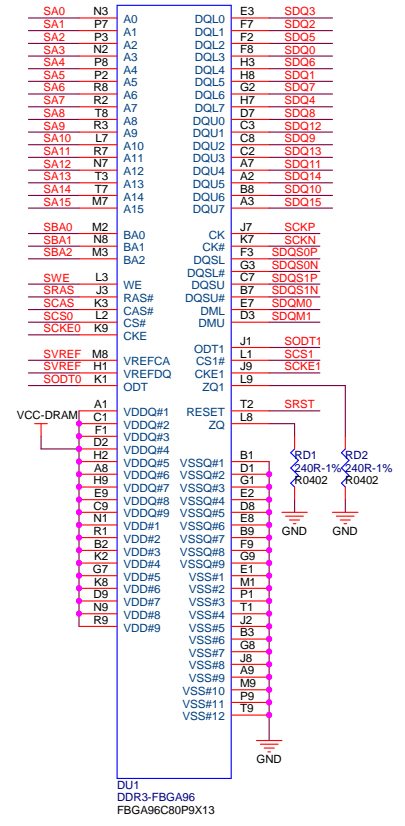 SA0 N3 A0 DQL0 E3 SDQ3
SA1 P7 A1 DQL1 F7 SDQ2
SA2 P3 A2 DQL2 F2 SDQ5
SA3 N2 A3 DQL3 F8 SDQ0
SA4 P8 A4 DQL4 H3 SDQ6
SA5 P2 A5 DQL5 H8 SDQ1
SA6 R8 A6 DQL6 G2 SDQ7
SA7 R2 A7 DQL7 H7 SDQ4
SA8 T8 A8 DQU0 D7 SDQ8
SA9 R3 A9 DQU1 C3 SDQ12
SA10 L7 A10 DQU2 C8 SDQ9
SA11 R7 A11 DQU3 C2 SDQ13
SA12 N7 A12 DQU4 A7 SDQ11
SA13 T3 A13 DQU5 A2 SDQ14
SA14 T7 A14 DQU6 B8 SDQ10
SA15 M7 A15 DQU7 A3 SDQ15
SBA0 M2 BA0 CK J7 SCKP
SBA1 N8 BA1 CK# K7 SCKN
SBA2 M3 BA2 DQSL F3 SDQS0P
DQSL# G3 SDQS0N
SWE L3 WE DQSU C7 SDQS1P
SRAS J3 RAS# DQSU# B7 SDQS1N
SCAS K3 CAS# DML E7 SDQM0
SCS0 L2 CS# DMU D3 SDQM1
SCKE0 K9 CKE
ODT1 J1 SODT1
SVREF M8 VREFCA CS1# L1 SCS1
SVREF H1 VREFDQ CKE1 J9 SCKE1
SODT0 K1 ODT ZQ1 L9
VCC-DRAM A1 VDDQ#1 RESET T2 SRST
C1 VDDQ#2 ZQ L8
F1 VDDQ#3
D2 VDDQ#4
H2 VDDQ#5 VSSQ#1 B1
A8 VDDQ#6 VSSQ#2 D1
H9 VDDQ#7 VSSQ#3 G1
E9 VDDQ#8 VSSQ#4 E2
C9 VDDQ#9 VSSQ#5 D8
N1 VDD#1 VSSQ#6 E8
R1 VDD#2 VSSQ#7 B9
B2 VDD#3 VSSQ#8 F9
K2 VDD#4 VSSQ#9 G9
G7 VDD#5 VSS#1 E1
K8 VDD#6 VSS#2 M1
D9 VDD#7 VSS#3 P1
N9 VDD#8 VSS#4 T1
R9 VDD#9 VSS#5 J2
VSS#6 B3
VSS#7 G8
VSS#8 J8
VSS#9 A9
VSS#10 M9
VSS#11 P9
VSS#12 T9
RD1 RD2
240R-1% 240R-1%
R0402 R0402
GND GND
GND
DU1
DDR3-FBGA96
FBGA96C80P9X13